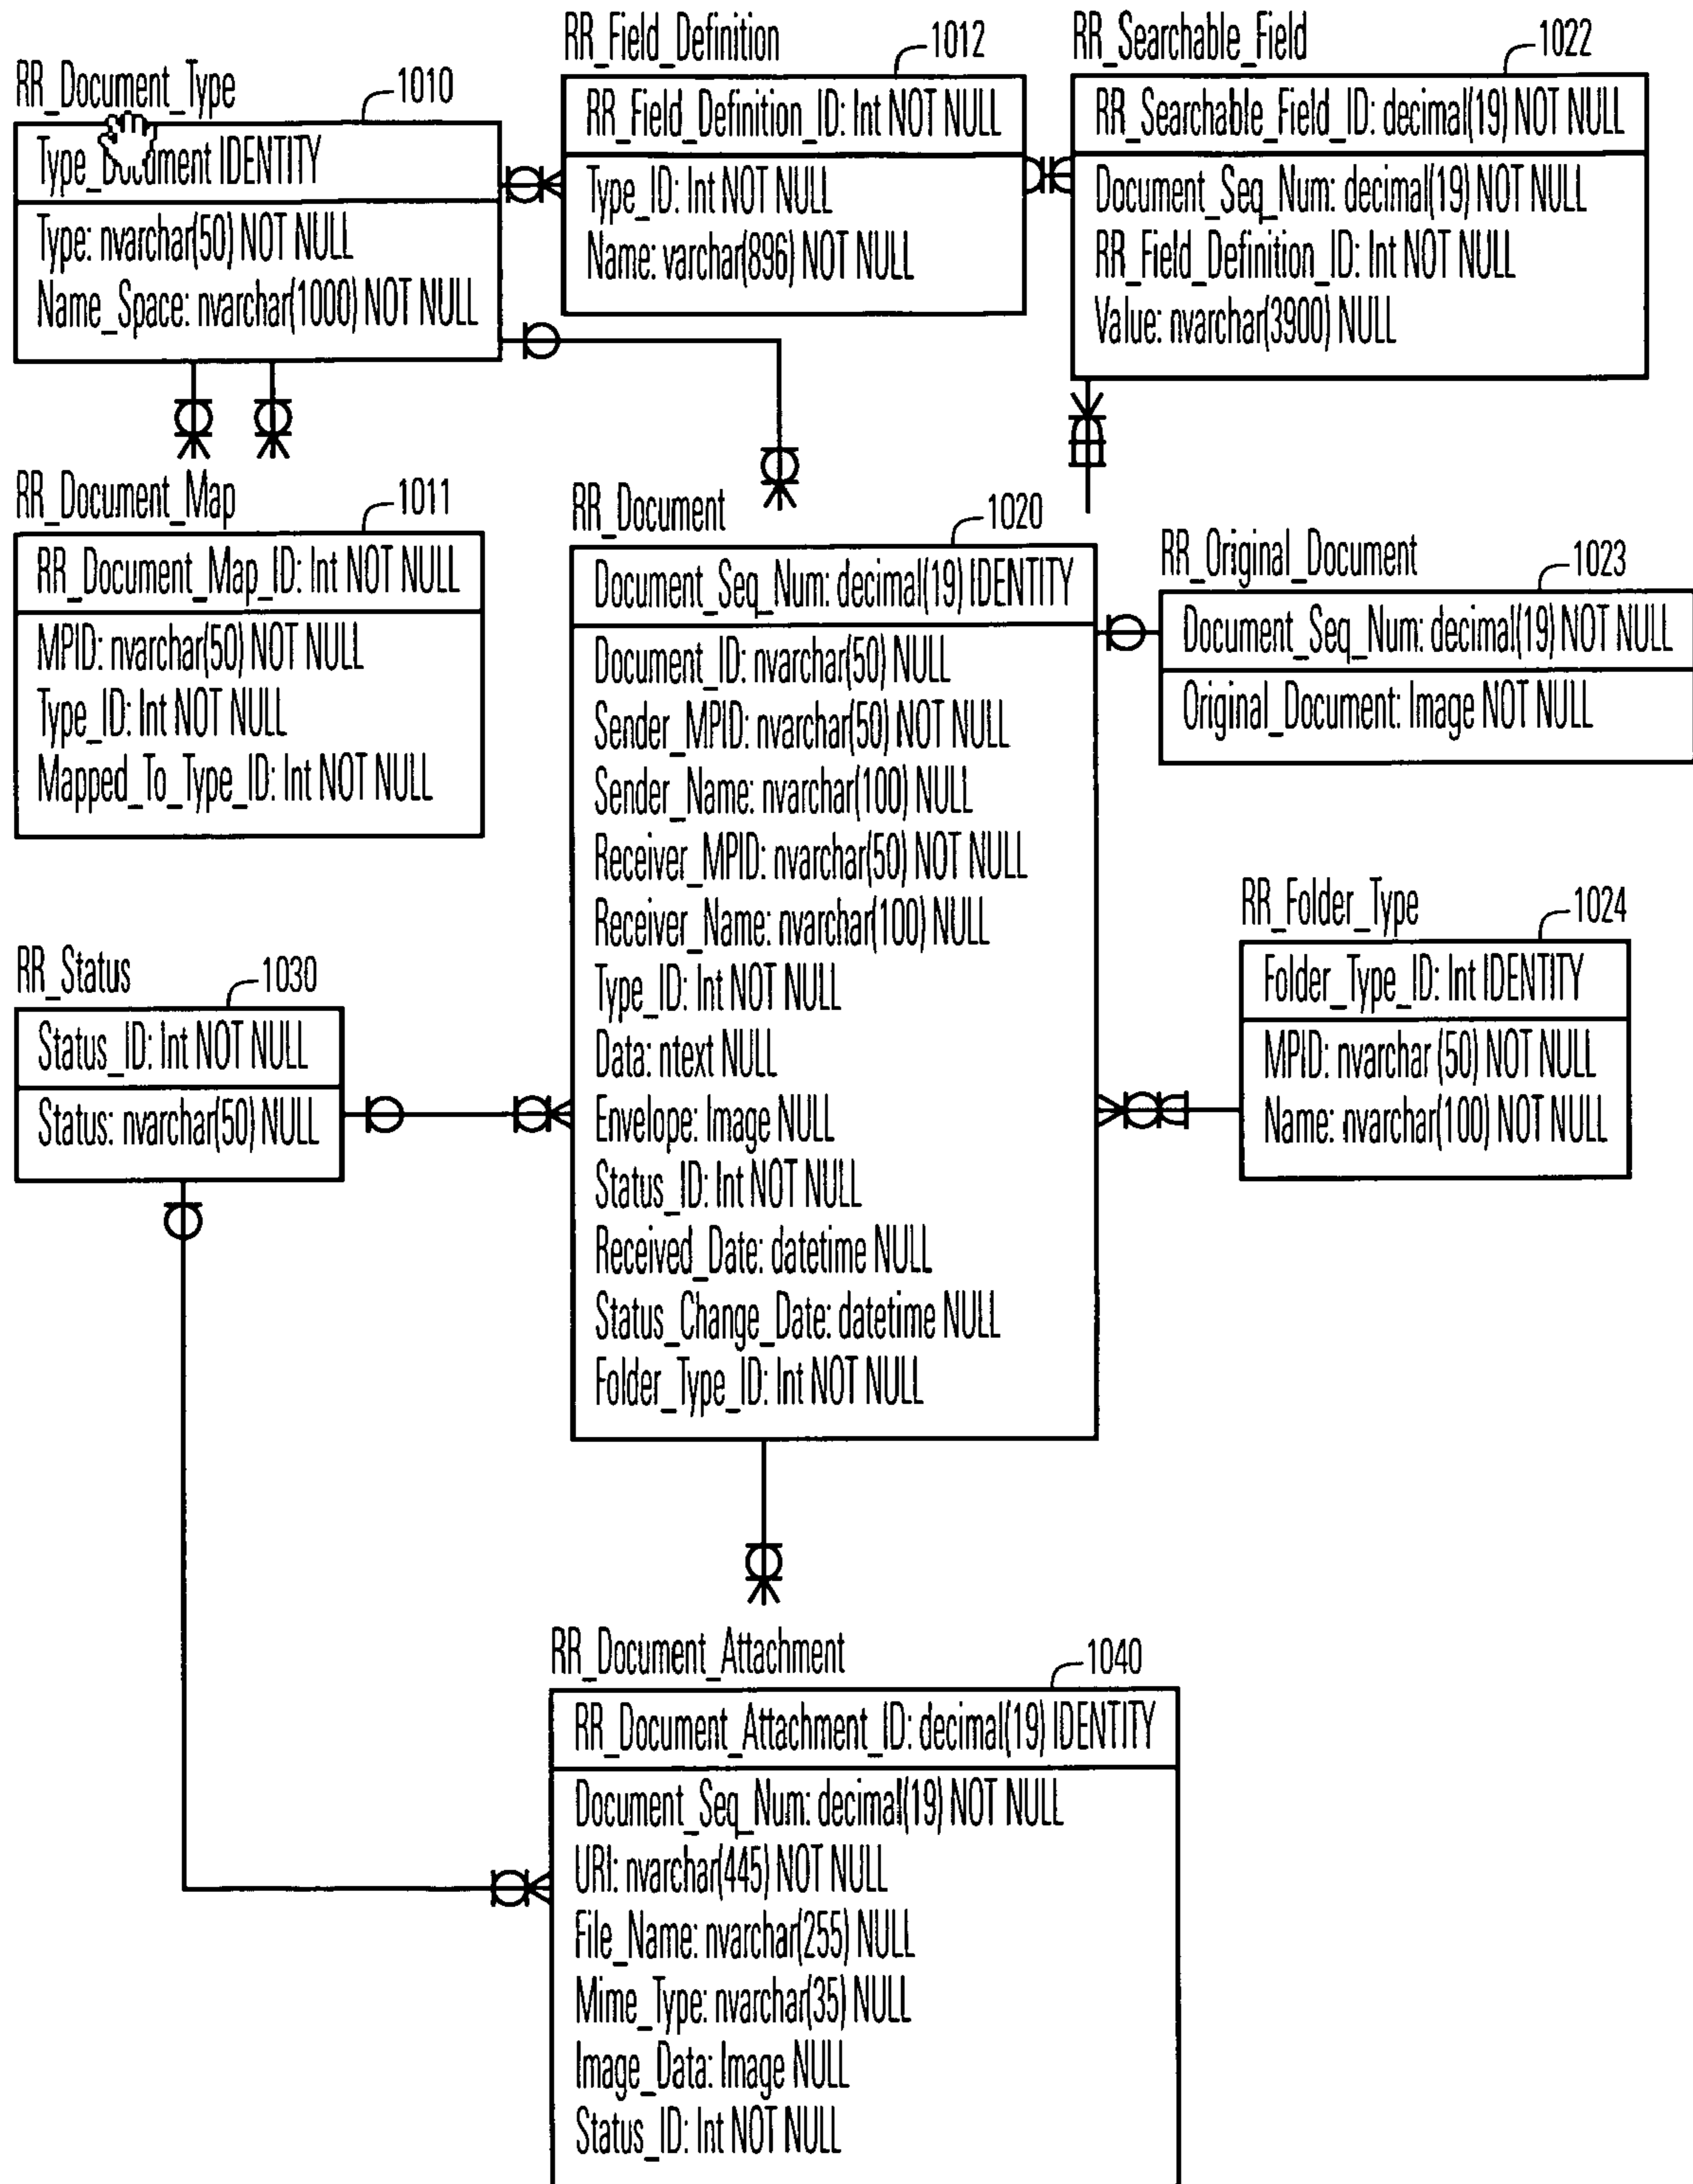 RR_Document_Type
1010
Type_Document IDENTITY
Type: nvarchar(50) NOT NULL
Name_Space: nvarchar(1000) NOT NULL
RR_Field_Definition
1012
RR_Field_Definition_ID: Int NOT NULL
Type_ID: Int NOT NULL
Name: varchar(896) NOT NULL
RR_Searchable_Field
1022
RR_Searchable_Field_ID: decimal(19) NOT NULL
Document_Seq_Num: decimal(19) NOT NULL
RR_Field_Definition_ID: Int NOT NULL
Value: nvarchar(3900) NULL
RR_Document_Map
1011
RR_Document_Map_ID: Int NOT NULL
MPID: nvarchar(50) NOT NULL
Type_ID: Int NOT NULL
Mapped_To_Type_ID: Int NOT NULL
RR_Document
1020
Document_Seq_Num: decimal(19) IDENTITY
Document_ID: nvarchar(50) NULL
Sender_MPID: nvarchar(50) NOT NULL
Sender_Name: nvarchar(100) NULL
Receiver_MPID: nvarchar(50) NOT NULL
Receiver_Name: nvarchar(100) NULL
Type_ID: Int NOT NULL
Data: ntext NULL
Envelope: Image NULL
Status_ID: Int NOT NULL
Received_Date: datetime NULL
Status_Change_Date: datetime NULL
Folder_Type_ID: Int NOT NULL
RR_Original_Document
1023
Document_Seq_Num: decimal(19) NOT NULL
Original_Document: Image NOT NULL
RR_Folder_Type
1024
Folder_Type_ID: Int IDENTITY
MPID: nvarchar (50) NOT NULL
Name: nvarchar(100) NOT NULL
RR_Status
1030
Status_ID: Int NOT NULL
Status: nvarchar(50) NULL
RR_Document_Attachment
1040
RR_Document_Attachment_ID: decimal(19) IDENTITY
Document_Seq_Num: decimal(19) NOT NULL
URI: nvarchar(445) NOT NULL
File_Name: nvarchar(255) NULL
Mime_Type: nvarchar(35) NULL
Image_Data: Image NULL
Status_ID: Int NOT NULL